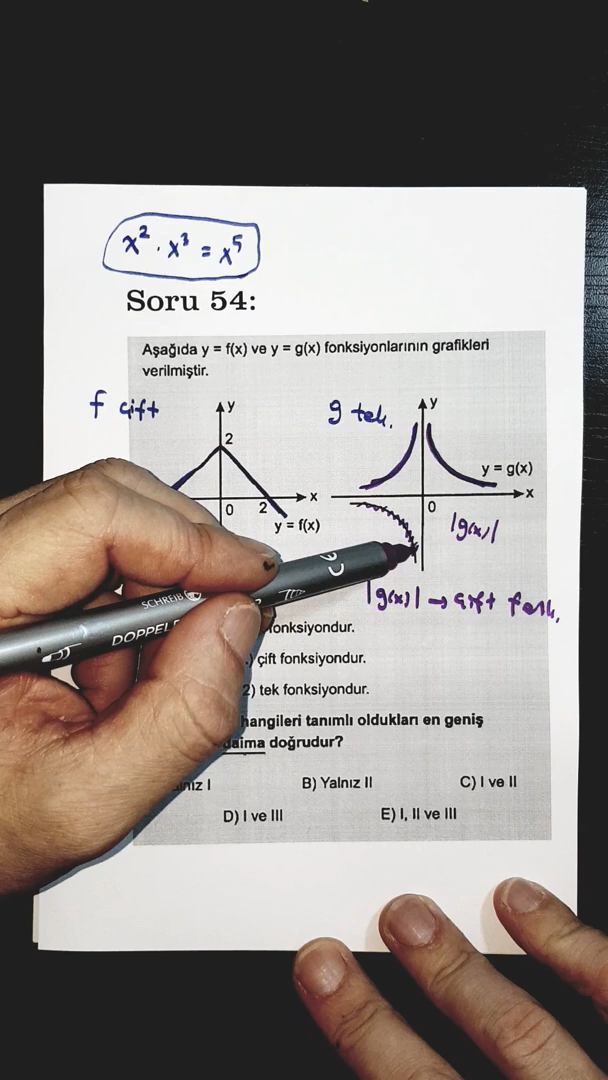 x² · x³ = x⁵
Soru 54:
Aşağıda y = f(x) ve y = g(x) fonksiyonlarının grafikleri
verilmiştir.
f çift
g tek.
y
2
0
2
x
y = f(x)
y
y = g(x)
x
0
|g(x)|
|g(x)| → çift fonk.
SCHREIB
DOPPEL
fonksiyondur.
) çift fonksiyondur.
2) tek fonksiyondur.
hangileri tanımlı oldukları en geniş
daima doğrudur?
B) Yalnız II
C) I ve II
D) I ve III
E) I, II ve III